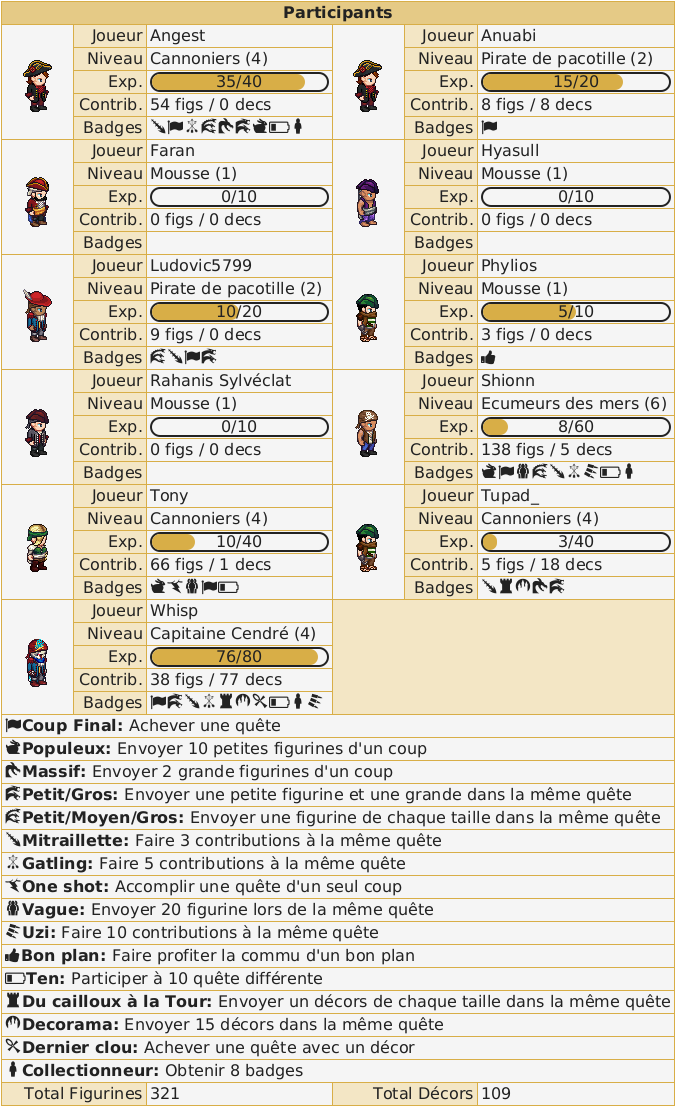 Participants
Joueur Angest
Niveau Cannoniers (4)
Exp. 35/40
Contrib. 54 figs / 0 decs
Badges
Joueur Anuabi
Niveau Pirate de pacotille (2)
Exp. 15/20
Contrib. 8 figs / 8 decs
Badges
Joueur Faran
Niveau Mousse (1)
Exp. 0/10
Contrib. 0 figs / 0 decs
Badges
Joueur Hyasull
Niveau Mousse (1)
Exp. 0/10
Contrib. 0 figs / 0 decs
Badges
Joueur Ludovic5799
Niveau Pirate de pacotille (2)
Exp. 10/20
Contrib. 9 figs / 0 decs
Badges
Joueur Phylios
Niveau Mousse (1)
Exp. 5/10
Contrib. 3 figs / 0 decs
Badges
Joueur Rahanis Sylvéclat
Niveau Mousse (1)
Exp. 0/10
Contrib. 0 figs / 0 decs
Badges
Joueur Shionn
Niveau Ecumeurs des mers (6)
Exp. 8/60
Contrib. 138 figs / 5 decs
Badges
Joueur Tony
Niveau Cannoniers (4)
Exp. 10/40
Contrib. 66 figs / 1 decs
Badges
Joueur Tupad_
Niveau Cannoniers (4)
Exp. 3/40
Contrib. 5 figs / 18 decs
Badges
Joueur Whisp
Niveau Capitaine Cendré (4)
Exp. 76/80
Contrib. 38 figs / 77 decs
Badges
Coup Final: Achever une quête
Populeux: Envoyer 10 petites figurines d'un coup
Massif: Envoyer 2 grande figurines d'un coup
Petit/Gros: Envoyer une petite figurine et une grande dans la même quête
Petit/Moyen/Gros: Envoyer une figurine de chaque taille dans la même quête
Mitraillette: Faire 3 contributions à la même quête
Gatling: Faire 5 contributions à la même quête
One shot: Accomplir une quête d'un seul coup
Vague: Envoyer 20 figurine lors de la même quête
Uzi: Faire 10 contributions à la même quête
Bon plan: Faire profiter la commu d'un bon plan
Ten: Participer à 10 quête différente
Du cailloux à la Tour: Envoyer un décors de chaque taille dans la même quête
Decorama: Envoyer 15 décors dans la même quête
Dernier clou: Achever une quête avec un décor
Collectionneur: Obtenir 8 badges
Total Figurines 321
Total Décors 109